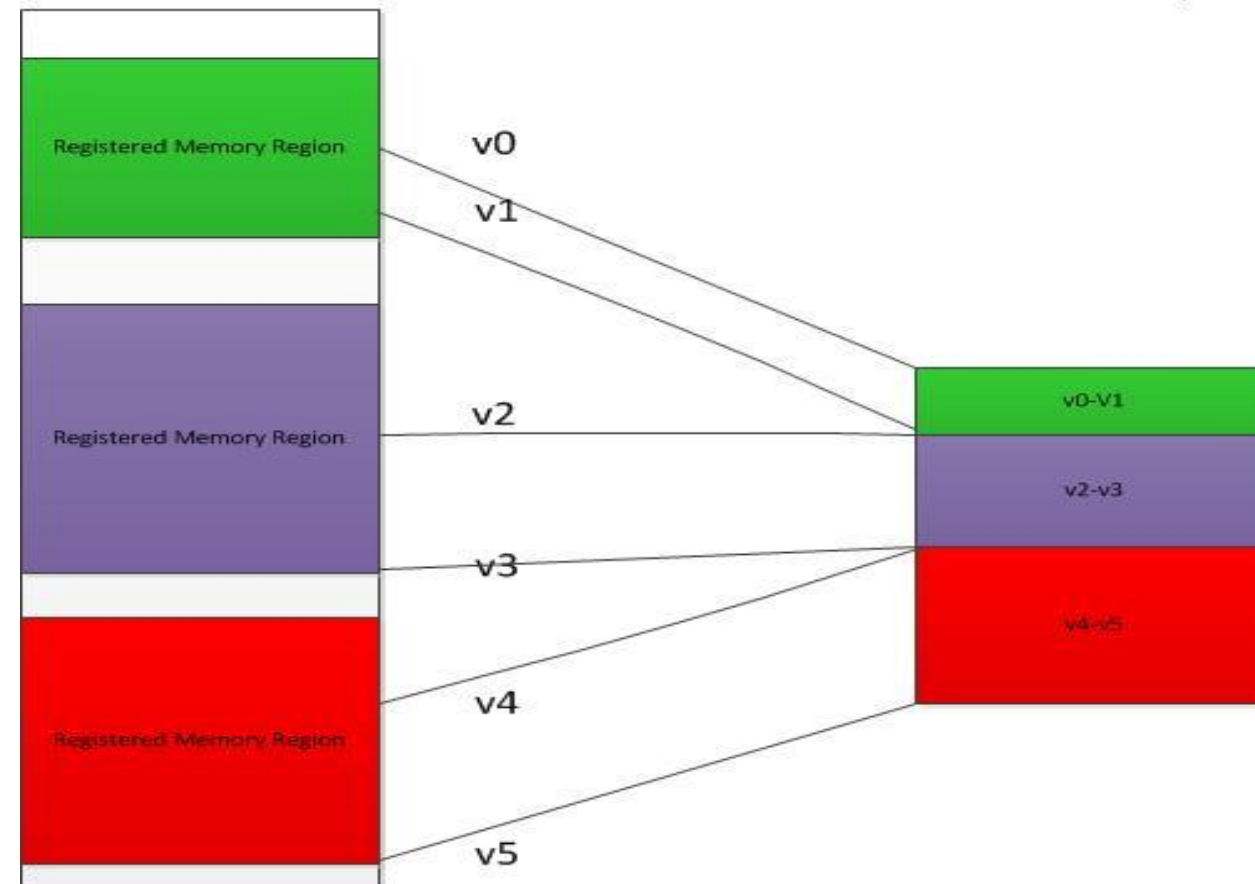 Registered Memory Region
v0
v1
v0-V1
v2
Registered Memory Region
v2-v3
v3
v4-v5
v4
Registered Memory Region
v5